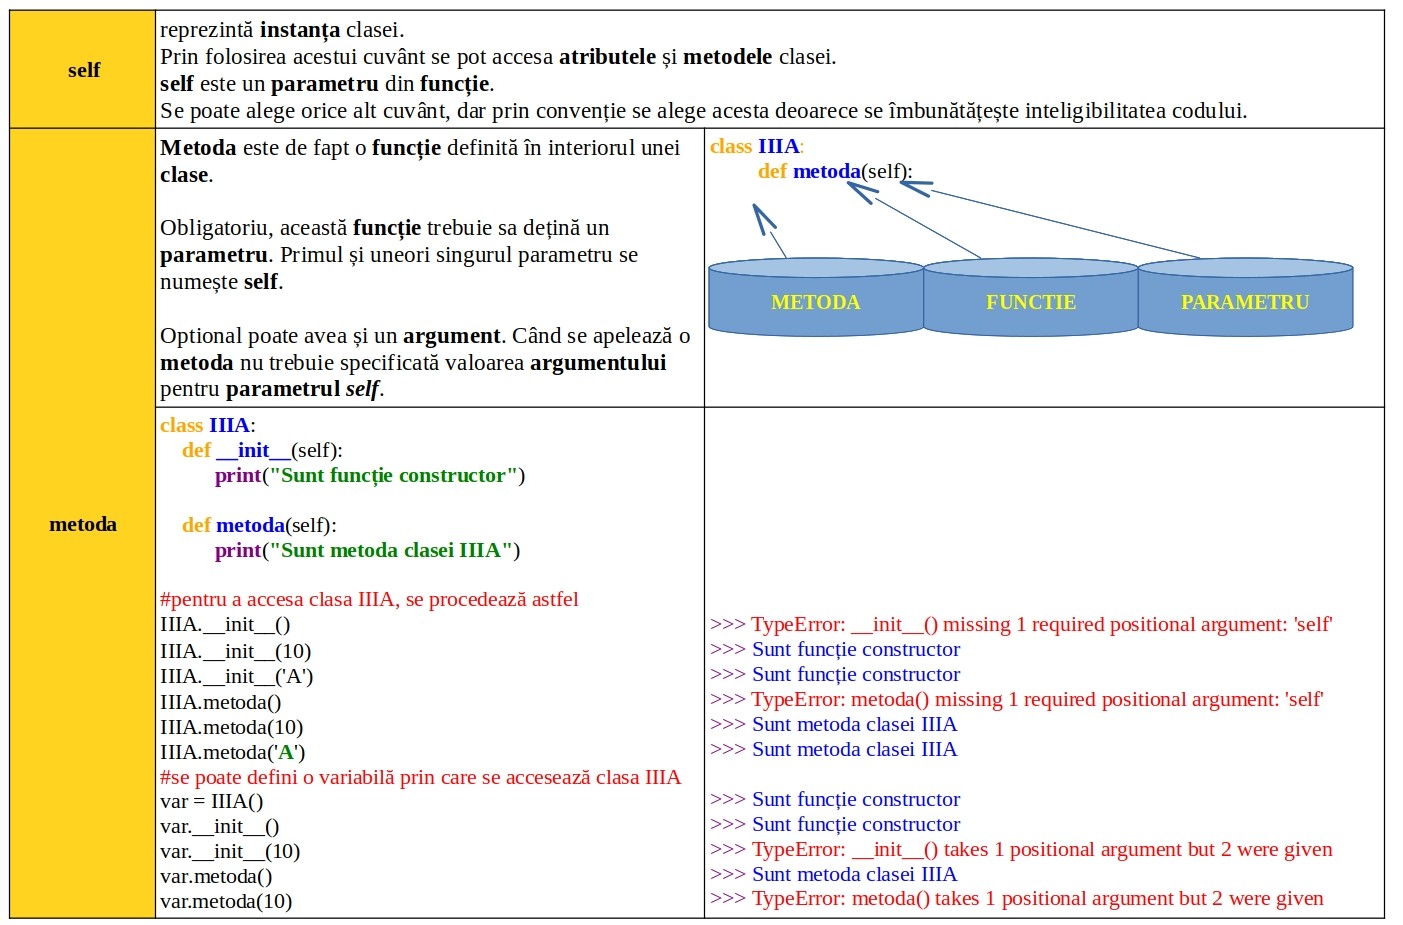 self
reprezintă instanța clasei.
Prin folosirea acestui cuvânt se pot accesa atributele și metodele clasei.
self este un parametru din funcție.
Se poate alege orice alt cuvânt, dar prin convenție se alege acesta deoarece se îmbunătățește inteligibilitatea codului.
metoda
Metoda este de fapt o funcție definită în interiorul unei
clase.
Obligatoriu, această funcție trebuie sa dețină un
parametru. Primul și uneori singurul parametru se
numește self.
Optional poate avea și un argument. Când se apelează o
metoda nu trebuie specificată valoarea argumentului
pentru parametrul self.
class IIIA:
def metoda(self):
METODA
FUNCTIE
PARAMETRU
class IIIA:
def __init__(self):
print("Sunt funcție constructor")
def metoda(self):
print("Sunt metoda clasei IIIA")
#pentru a accesa clasa IIIA, se procedează astfel
IIIA.__init__()
IIIA.__init__(10)
IIIA.__init__('A')
IIIA.metoda()
IIIA.metoda(10)
IIIA.metoda('A')
#se poate defini o variabilă prin care se accesează clasa IIIA
var = IIIA()
var.__init__()
var.__init__(10)
var.metoda()
var.metoda(10)
>>> TypeError: __init__() missing 1 required positional argument: 'self'
>>> Sunt funcție constructor
>>> Sunt funcție constructor
>>> TypeError: metoda() missing 1 required positional argument: 'self'
>>> Sunt metoda clasei IIIA
>>> Sunt metoda clasei IIIA
>>> Sunt funcție constructor
>>> Sunt funcție constructor
>>> TypeError: __init__() takes 1 positional argument but 2 were given
>>> Sunt metoda clasei IIIA
>>> TypeError: metoda() takes 1 positional argument but 2 were given